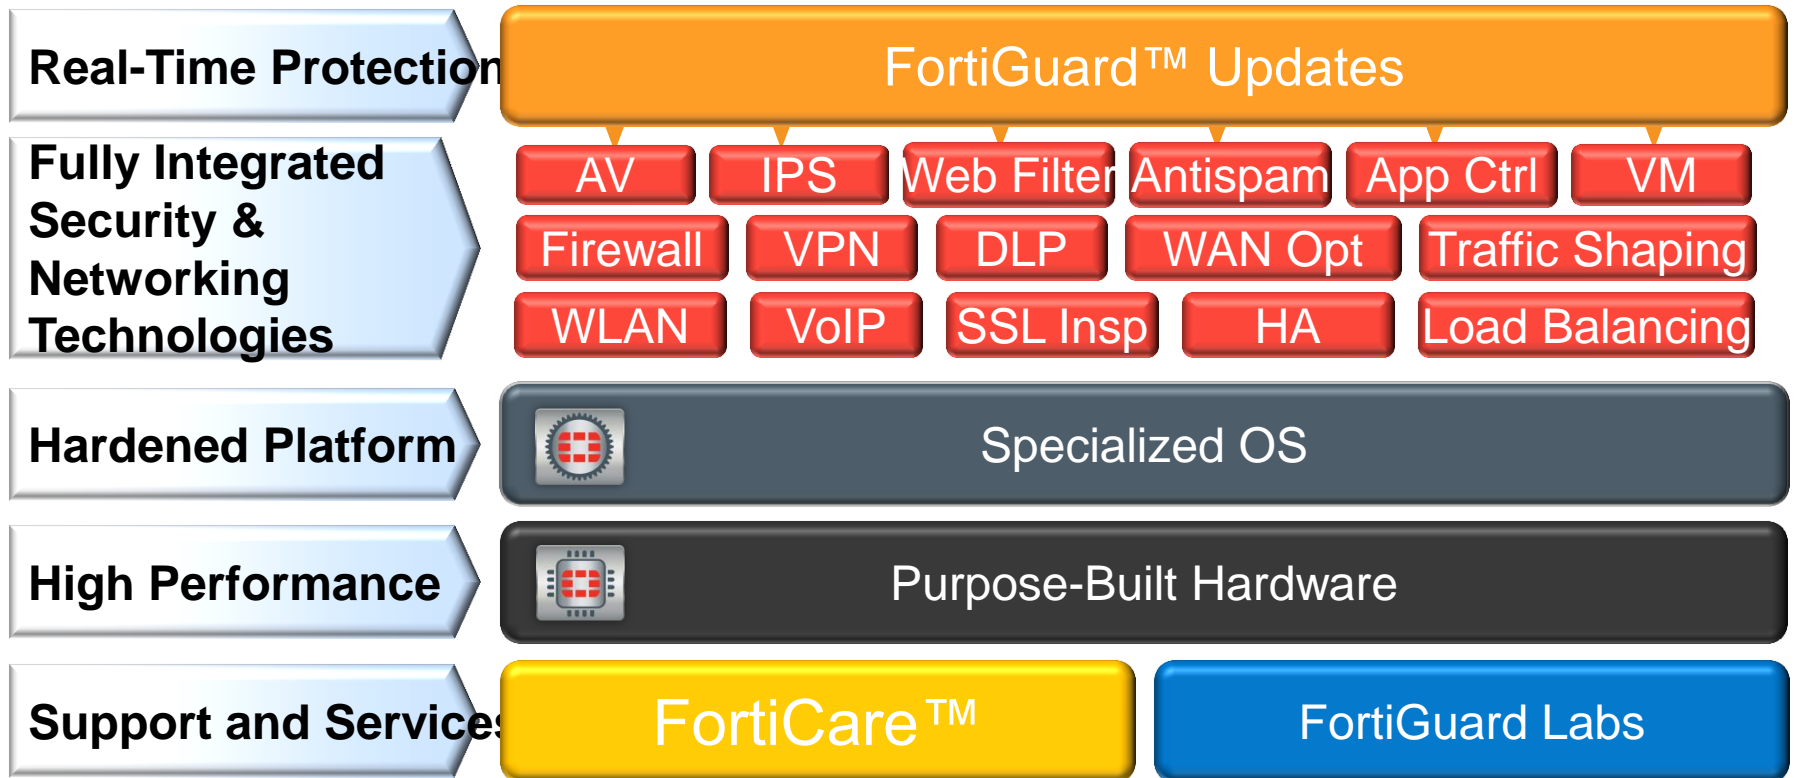 Real-Time Protection
FortiGuard™ Updates
Fully Integrated
Security &
Networking
Technologies
AV
IPS
Web Filter
Antispam
App Ctrl
VM
Firewall
VPN
DLP
WAN Opt
Traffic Shaping
WLAN
VoIP
SSL Insp
HA
Load Balancing
Hardened Platform
Specialized OS
High Performance
Purpose-Built Hardware
Support and Services
FortiCare™
FortiGuard Labs